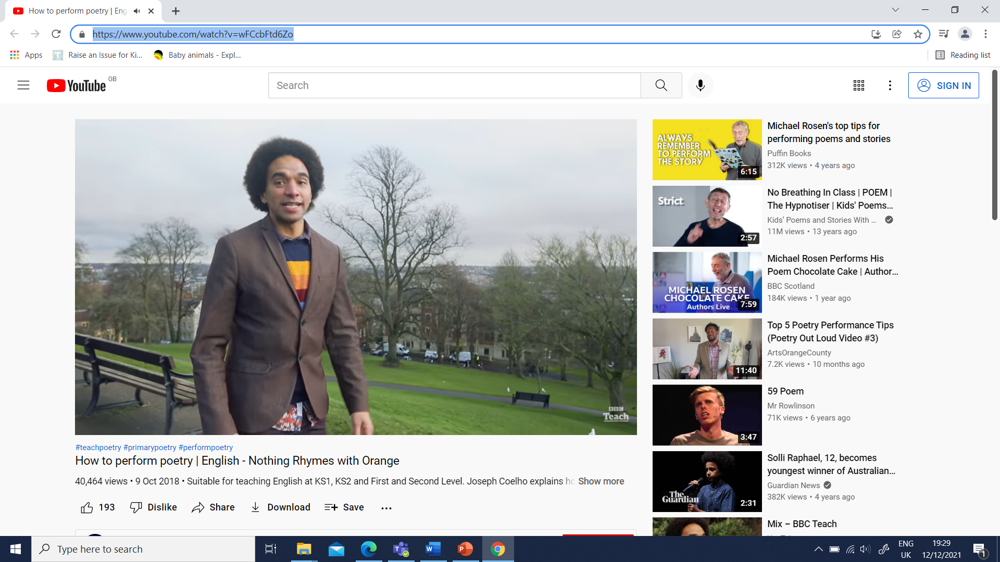 How to perform poetry | Eng
https://www.youtube.com/watch?v=wFCcbFtd6Zo
Apps
Raise an Issue for Ki...
Baby animals - Expl...
Reading list
YouTube GB
Search
SIGN IN
BBC
Teach
#teachpoetry #primarypoetry #performpoetry
How to perform poetry | English - Nothing Rhymes with Orange
40,464 views • 9 Oct 2018 • Suitable for teaching English at KS1, KS2 and First and Second Level. Joseph Coelho explains ho Show more
193 Dislike Share Download Save
ALWAYS
REMEMBER
TO PERFORM
THE STORY
6:15
Michael Rosen's top tips for
performing poems and stories
Puffin Books
312K views • 4 years ago
Strict
2:57
No Breathing In Class | POEM |
The Hypnotiser | Kids' Poems...
Kids' Poems and Stories With ...
11M views • 13 years ago
MICHAEL ROSEN
CHOCOLATE CAKE
Authors Live
7:59
Michael Rosen Performs His
Poem Chocolate Cake | Author...
BBC Scotland
184K views • 1 year ago
11:40
Top 5 Poetry Performance Tips
(Poetry Out Loud Video #3)
ArtsOrangeCounty
7.2K views • 10 months ago
3:47
59 Poem
Mr Rowlinson
71K views • 6 years ago
The
Guardian
2:31
Solli Raphael, 12, becomes
youngest winner of Australian...
Guardian News
382K views • 4 years ago
Mix – BBC Teach
Type here to search
ENG
UK
19:29
12/12/2021
1